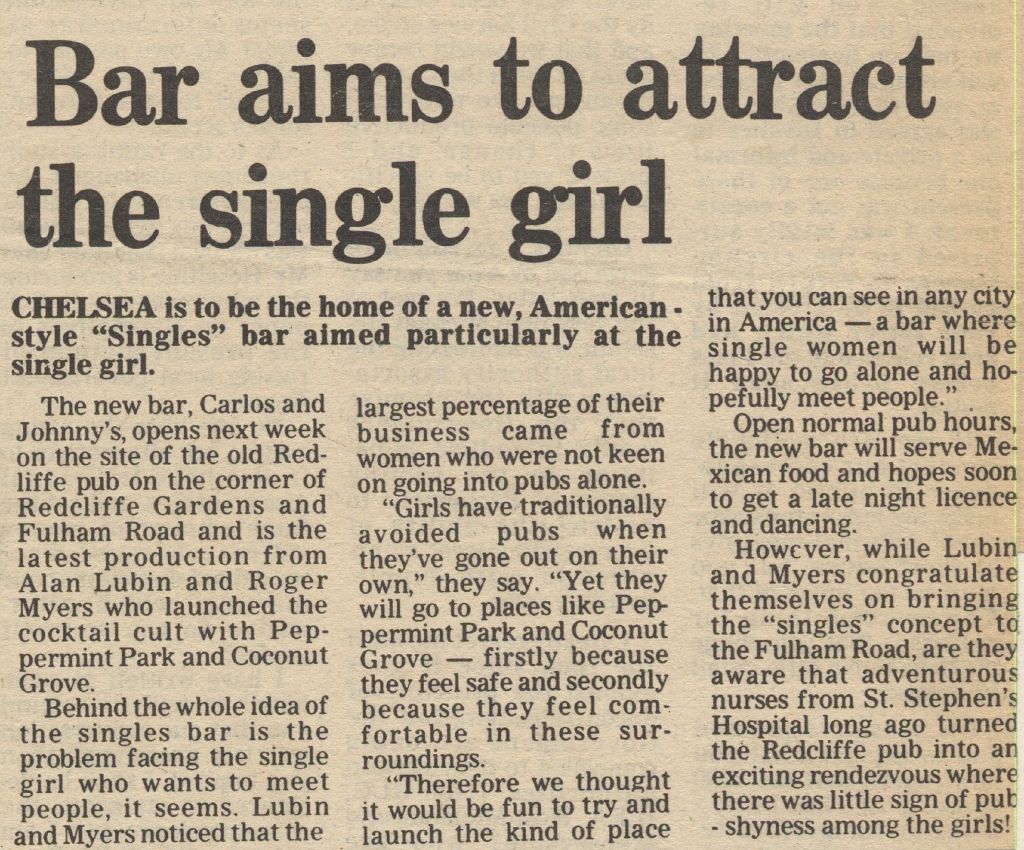 Bar aims to attract
the single girl
CHELSEA is to be the home of a new, American -
style “Singles” bar aimed particularly at the
single girl.
The new bar, Carlos and
Johnny's, opens next week
on the site of the old Red-
liffe pub on the corner of
Redcliffe Gardens and
Fulham Road and is the
latest production from
Alan Lubin and Roger
Myers who launched the
cocktail cult with Pep-
permint Park and Coconut
Grove.
Behind the whole idea of
the singles bar is the
problem facing the single
girl who wants to meet
people, it seems. Lubin
and Myers noticed that the
largest percentage of their
business came from
women who were not keen
on going into pubs alone.
“Girls have traditionally
avoided pubs when
they've gone out on their
own,” they say. “Yet they
will go to places like Pep-
permint Park and Coconut
Grove — firstly because
they feel safe and secondly
because they feel com-
fortable in these sur-
roundings.
“Therefore we thought
it would be fun to try and
launch the kind of place
that you can see in any city
in America — a bar where
single women will be
happy to go alone and ho-
pefully meet people.”
Open normal pub hours,
the new bar will serve Me-
xican food and hopes soon
to get a late night licence
and dancing.
However, while Lubin
and Myers congratulate
themselves on bringing
the “singles” concept to
the Fulham Road, are they
aware that adventurous
nurses from St. Stephen's
Hospital long ago turned
the Redcliffe pub into an
exciting rendezvous where
there was little sign of pub
- shyness among the girls!